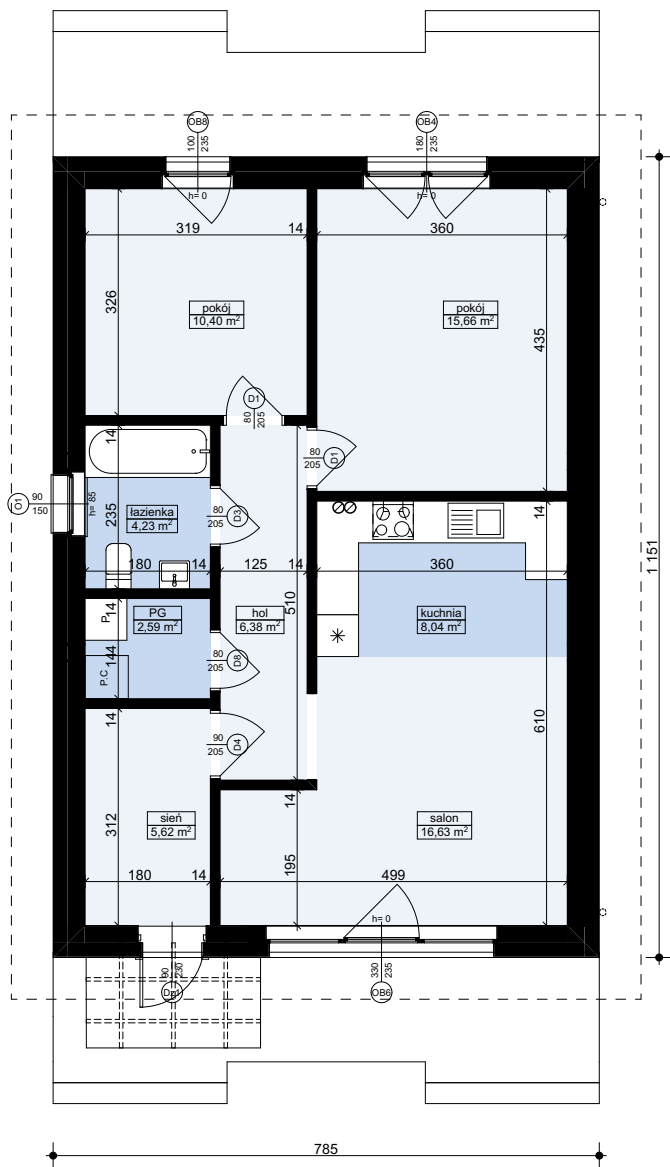 OB8
100
235
h= 0
OB4
180
235
h= 0
319
14
360
326
pokój
10,40 m²
pokój
15,66 m²
435
D1
80
205
80
205
D1
14
O1
90
150
h= 85
235
łazienka
4,23 m²
80
205
D3
14
180
14
125
14
360
510
P
14
PG
2,59 m²
hol
6,38 m²
kuchnia
8,04 m²
1 151
P.C
144
80
205
D8
14
90
205
D4
610
312
sień
5,62 m²
14
195
salon
16,63 m²
180
14
499
h= 0
90
230
Dz1
330
235
OB6
785